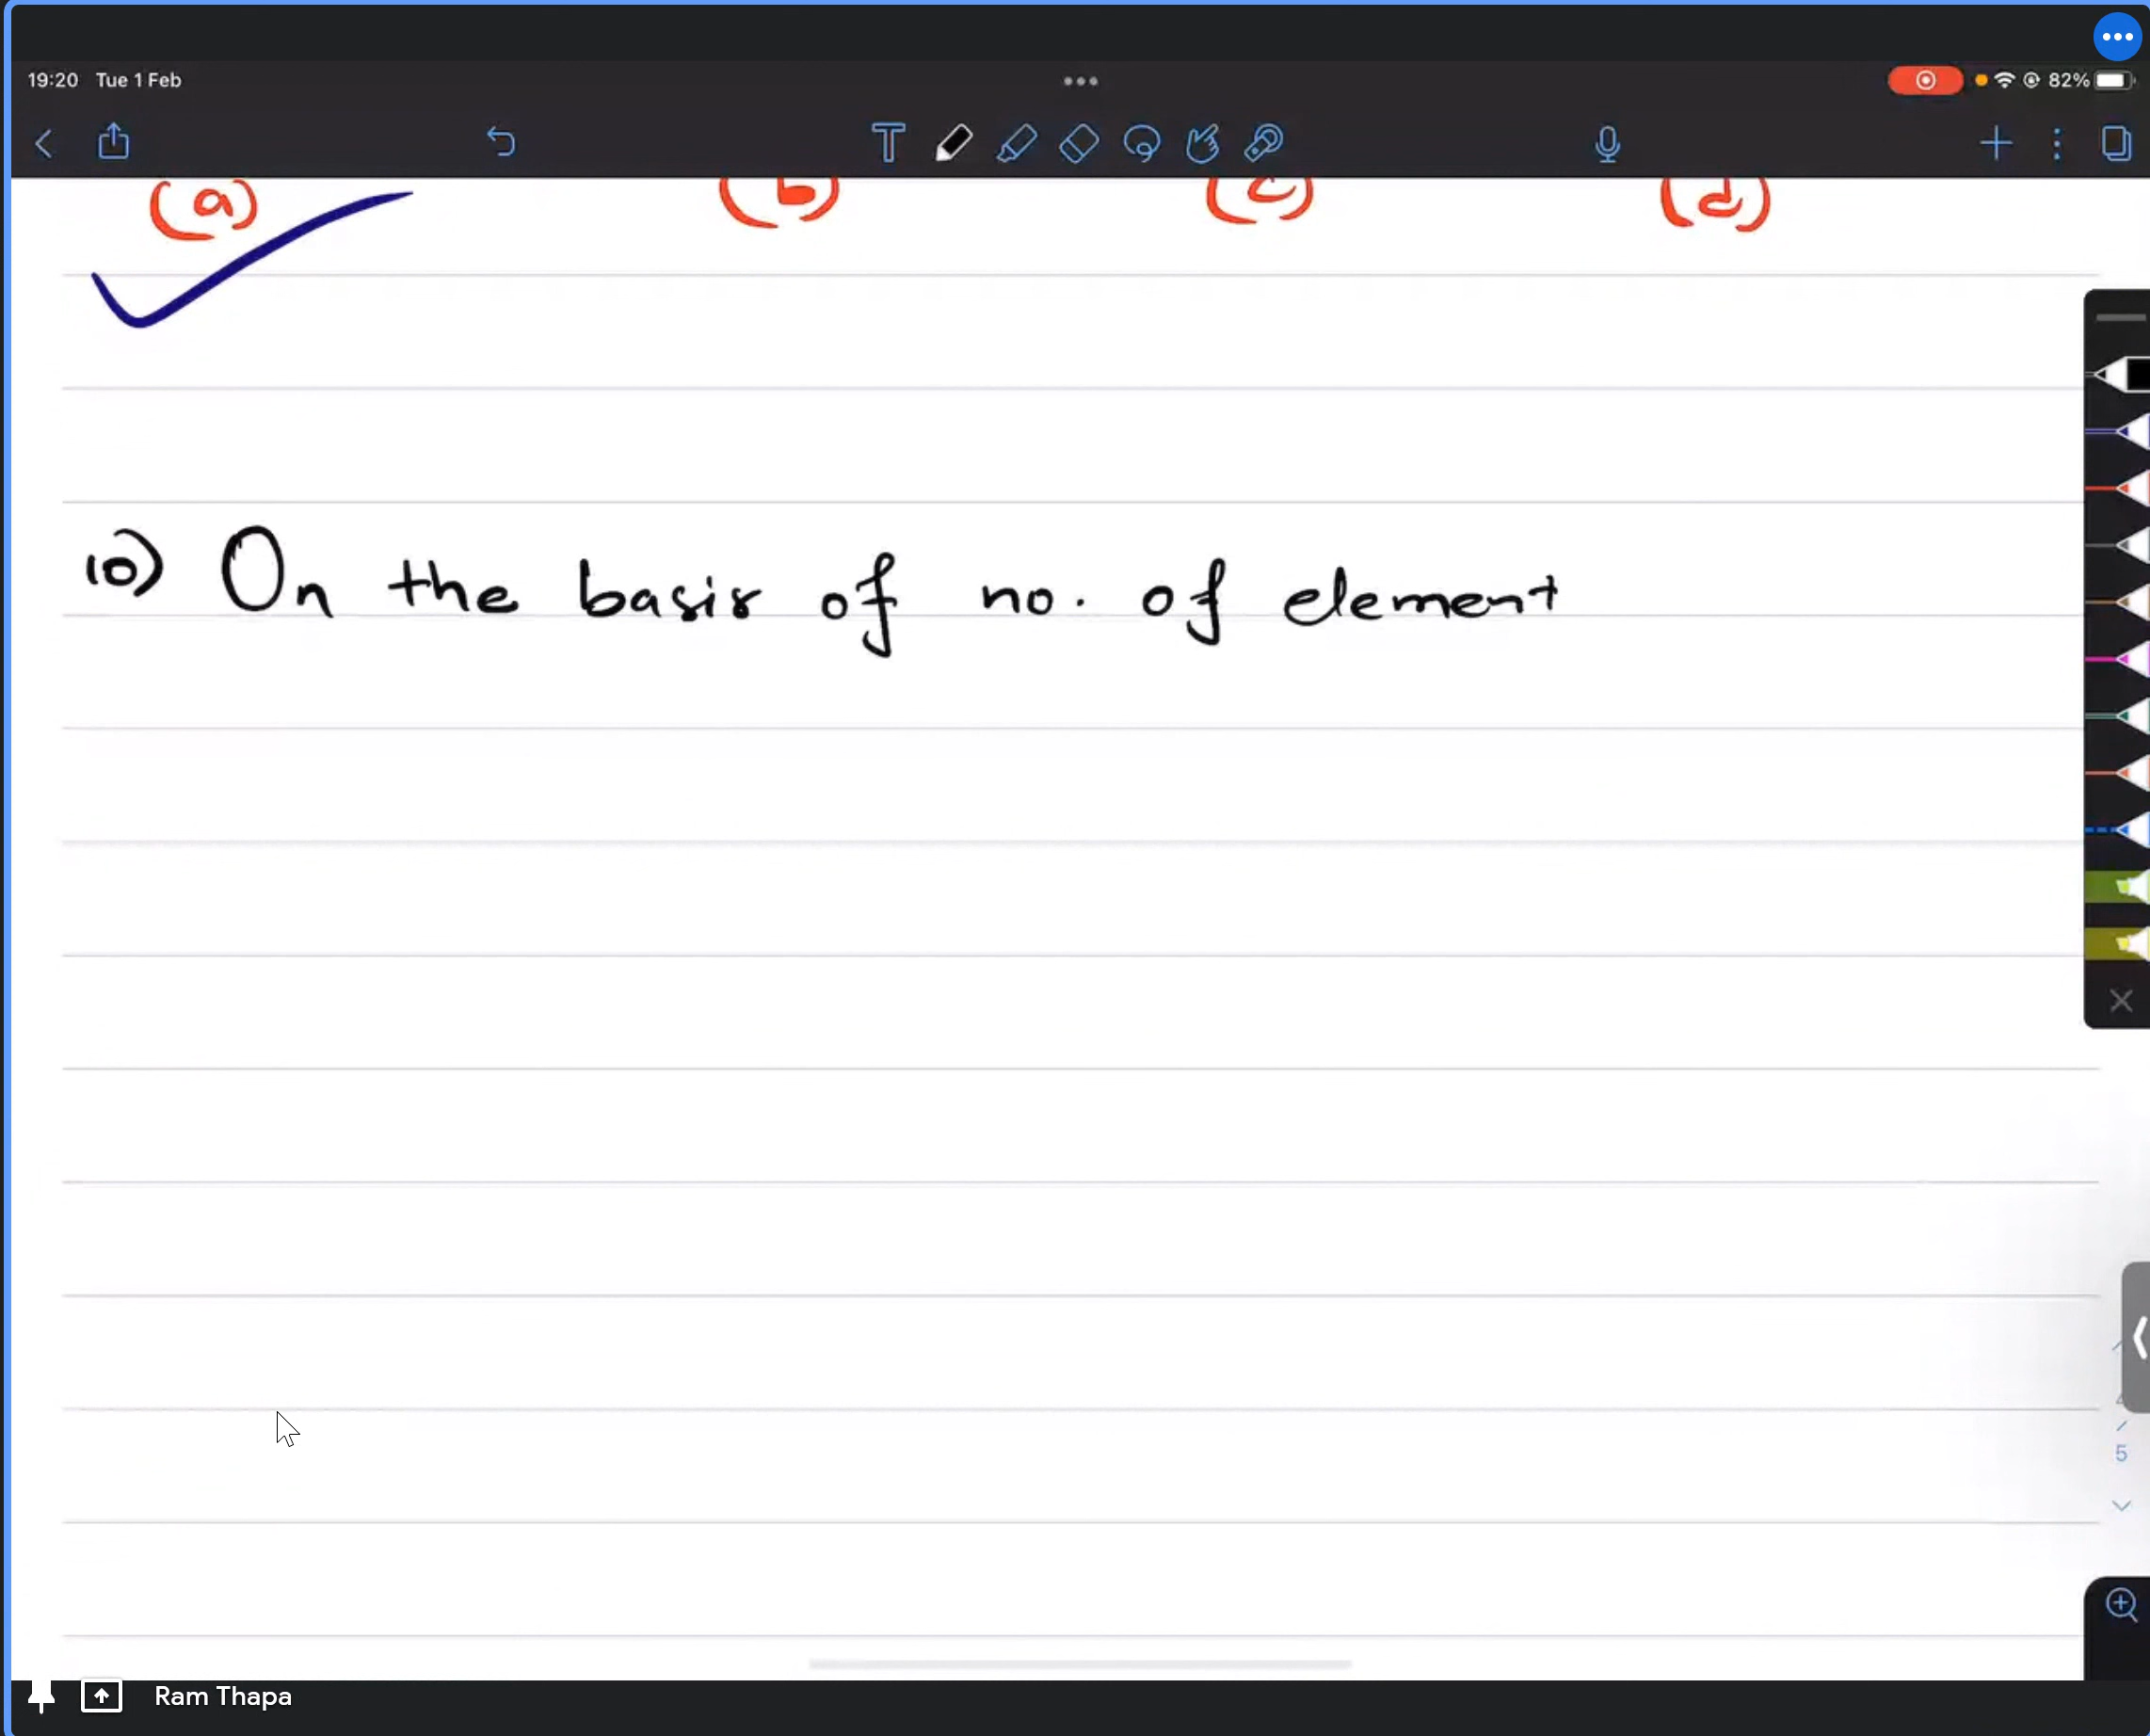 19:20 Tue 1 Feb
82%
(a) (b) (c) (d)
10) On the basis of no. of element
5
Ram Thapa